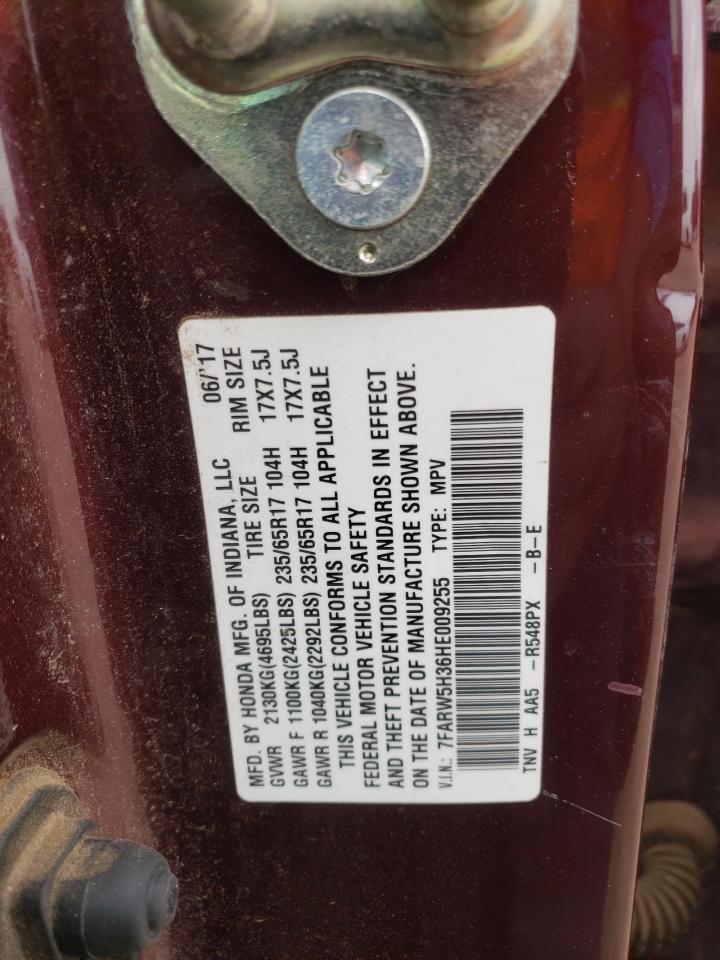 MFD. BY HONDA MFG. OF INDIANA, LLC 06/'17
GVWR 2130KG(4695LBS) TIRE SIZE RIM SIZE
GAWR F 1100KG(2425LBS) 235/65R17 104H 17X7.5J
GAWR R 1040KG(2292LBS) 235/65R17 104H 17X7.5J
THIS VEHICLE CONFORMS TO ALL APPLICABLE
FEDERAL MOTOR VEHICLE SAFETY
AND THEFT PREVENTION STANDARDS IN EFFECT
ON THE DATE OF MANUFACTURE SHOWN ABOVE.
V.I.N.: 7FARW5H36HE009255 TYPE: MPV
TNV H AA5 -R548PX -B-E